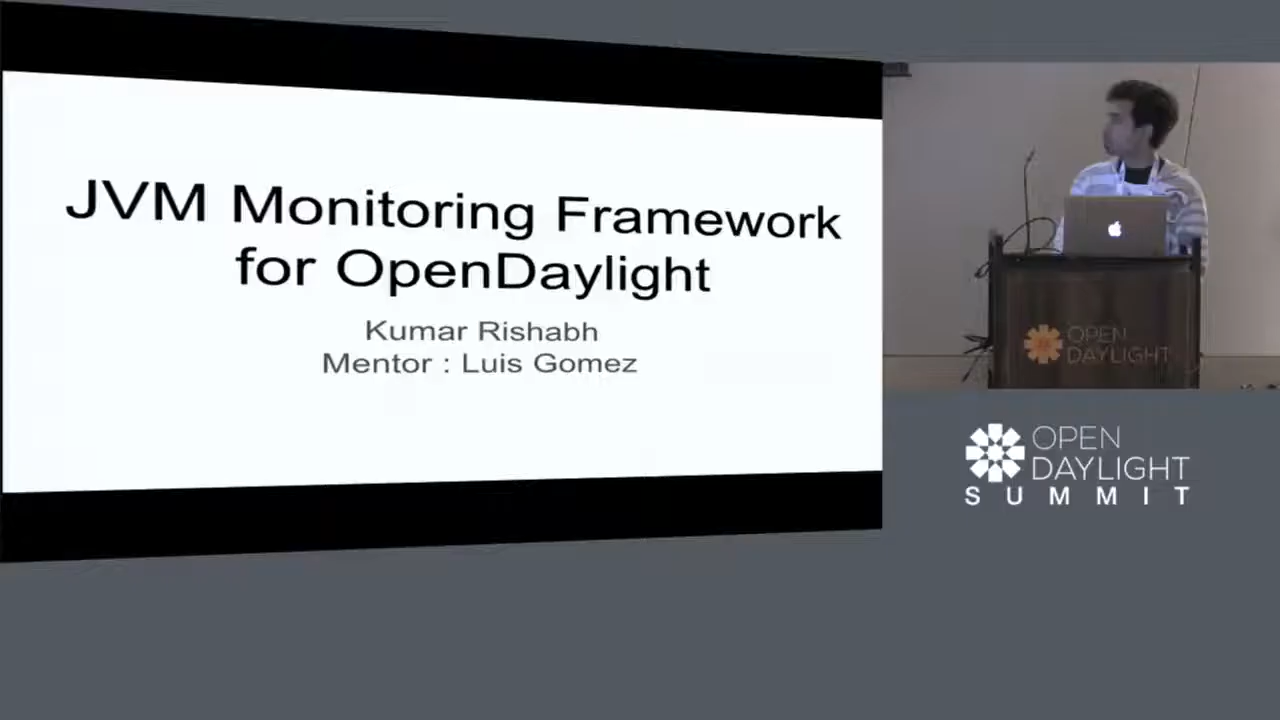 JVM Monitoring Framework
for OpenDaylight
Kumar Rishabh
Mentor : Luis Gomez
OPEN
DAYLIGHT
OPEN
DAYLIGHT
SUMMIT